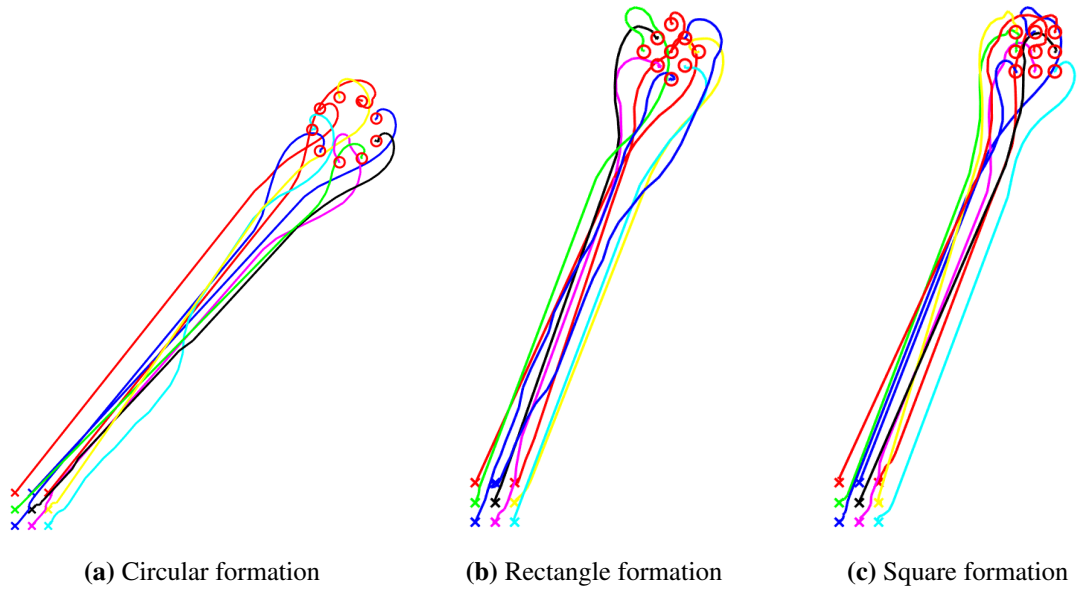 (a) Circular formation
(b) Rectangle formation
(c) Square formation